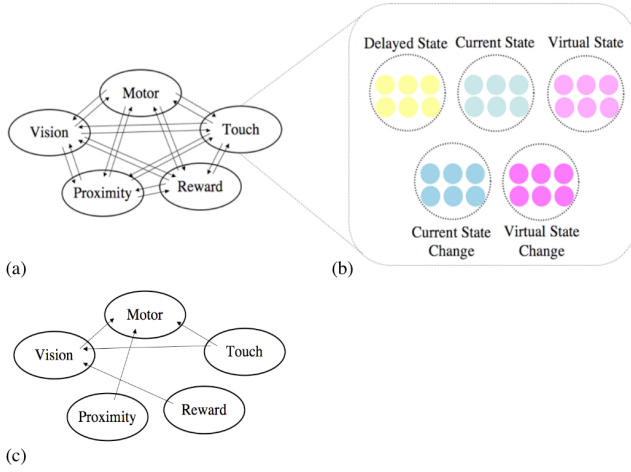 Motor
Vision
Touch
Proximity
Reward
(a)
Delayed State
Current State
Virtual State
Current State
Change
Virtual State
Change
(b)
Motor
Vision
Touch
Proximity
Reward
(c)